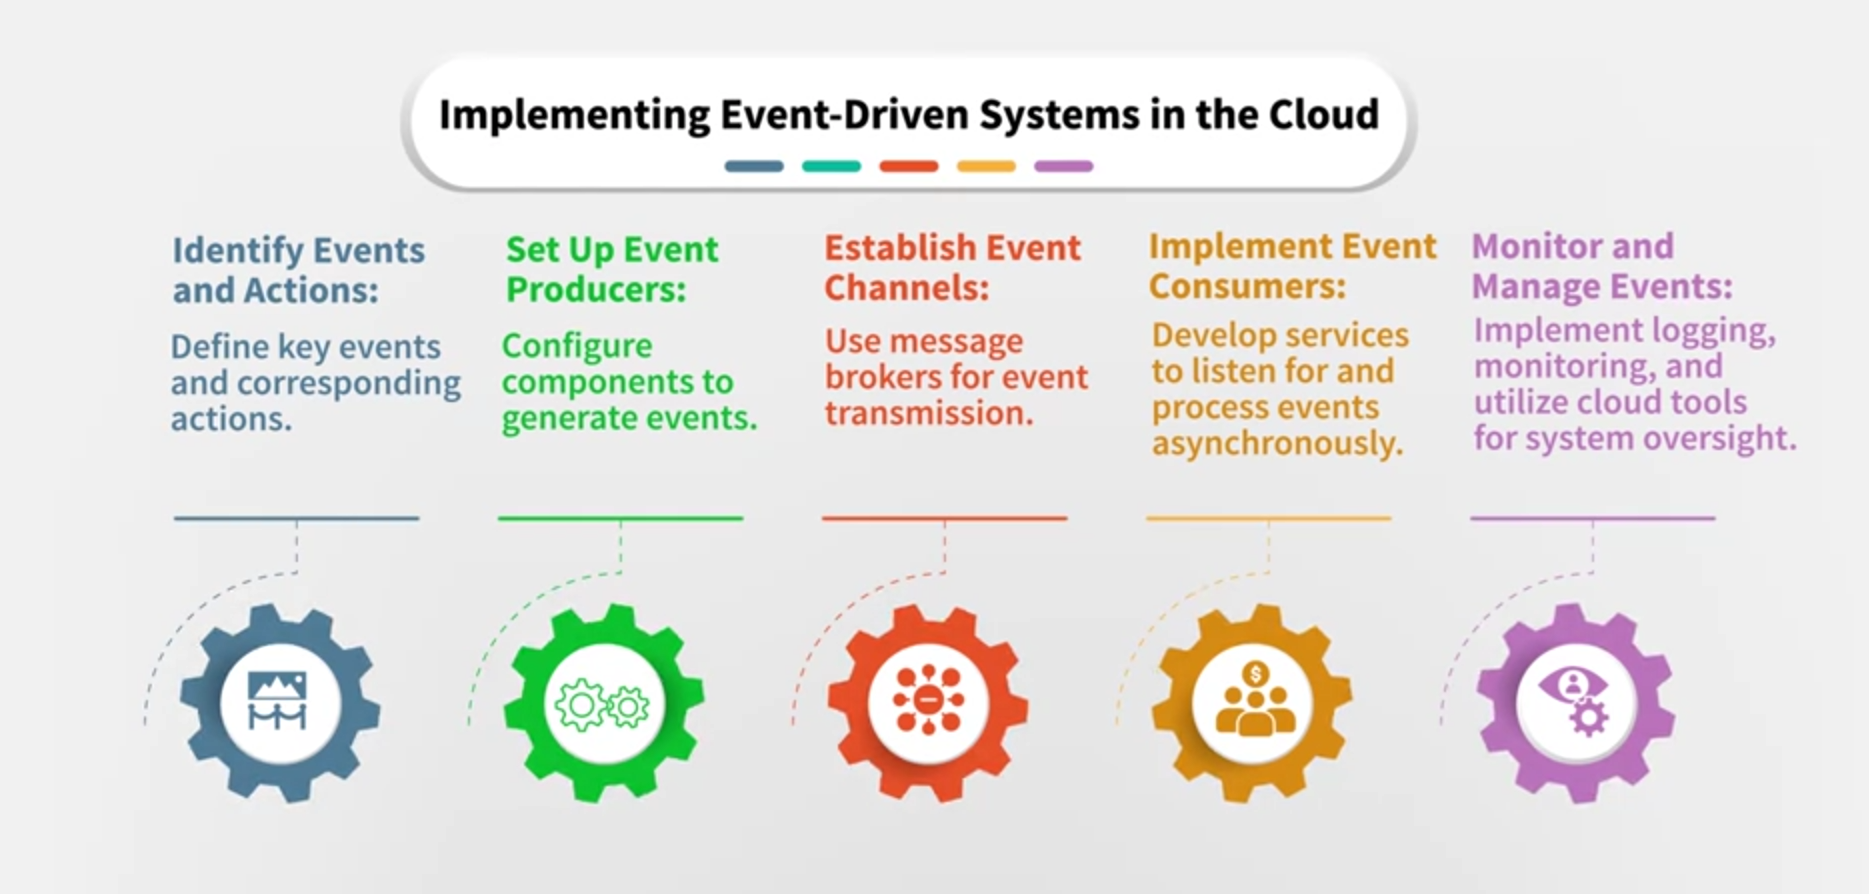 Implementing Event-Driven Systems in the Cloud
Identify Events
and Actions:
Define key events
and corresponding
actions.
Set Up Event
Producers:
Configure
components to
generate events.
Establish Event
Channels:
Use message
brokers for event
transmission.
Implement Event
Consumers:
Develop services
to listen for and
process events
asynchronously.
Monitor and
Manage Events:
Implement logging,
monitoring, and
utilize cloud tools
for system oversight.
$